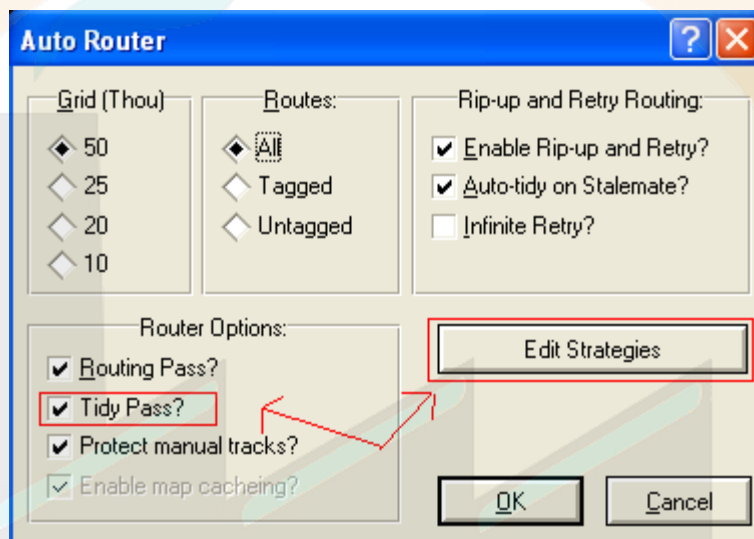 Auto Router
Grid (Thou)
50
25
20
10
Routes:
All
Tagged
Untagged
Rip-up and Retry Routing:
Enable Rip-up and Retry?
Auto-tidy on Stalemate?
Infinite Retry?
Router Options:
Routing Pass?
Tidy Pass?
Protect manual tracks?
Enable map cacheing?
Edit Strategies
OK
Cancel